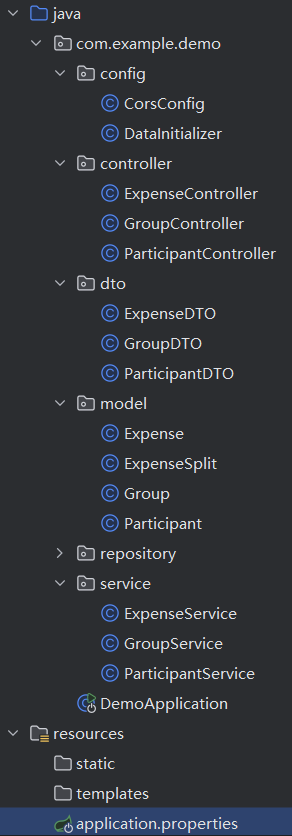 java
com.example.demo
config
CorsConfig
DataInitializer
controller
ExpenseController
GroupController
ParticipantController
dto
ExpenseDTO
GroupDTO
ParticipantDTO
model
Expense
ExpenseSplit
Group
Participant
repository
service
ExpenseService
GroupService
ParticipantService
DemoApplication
resources
static
templates
application.properties